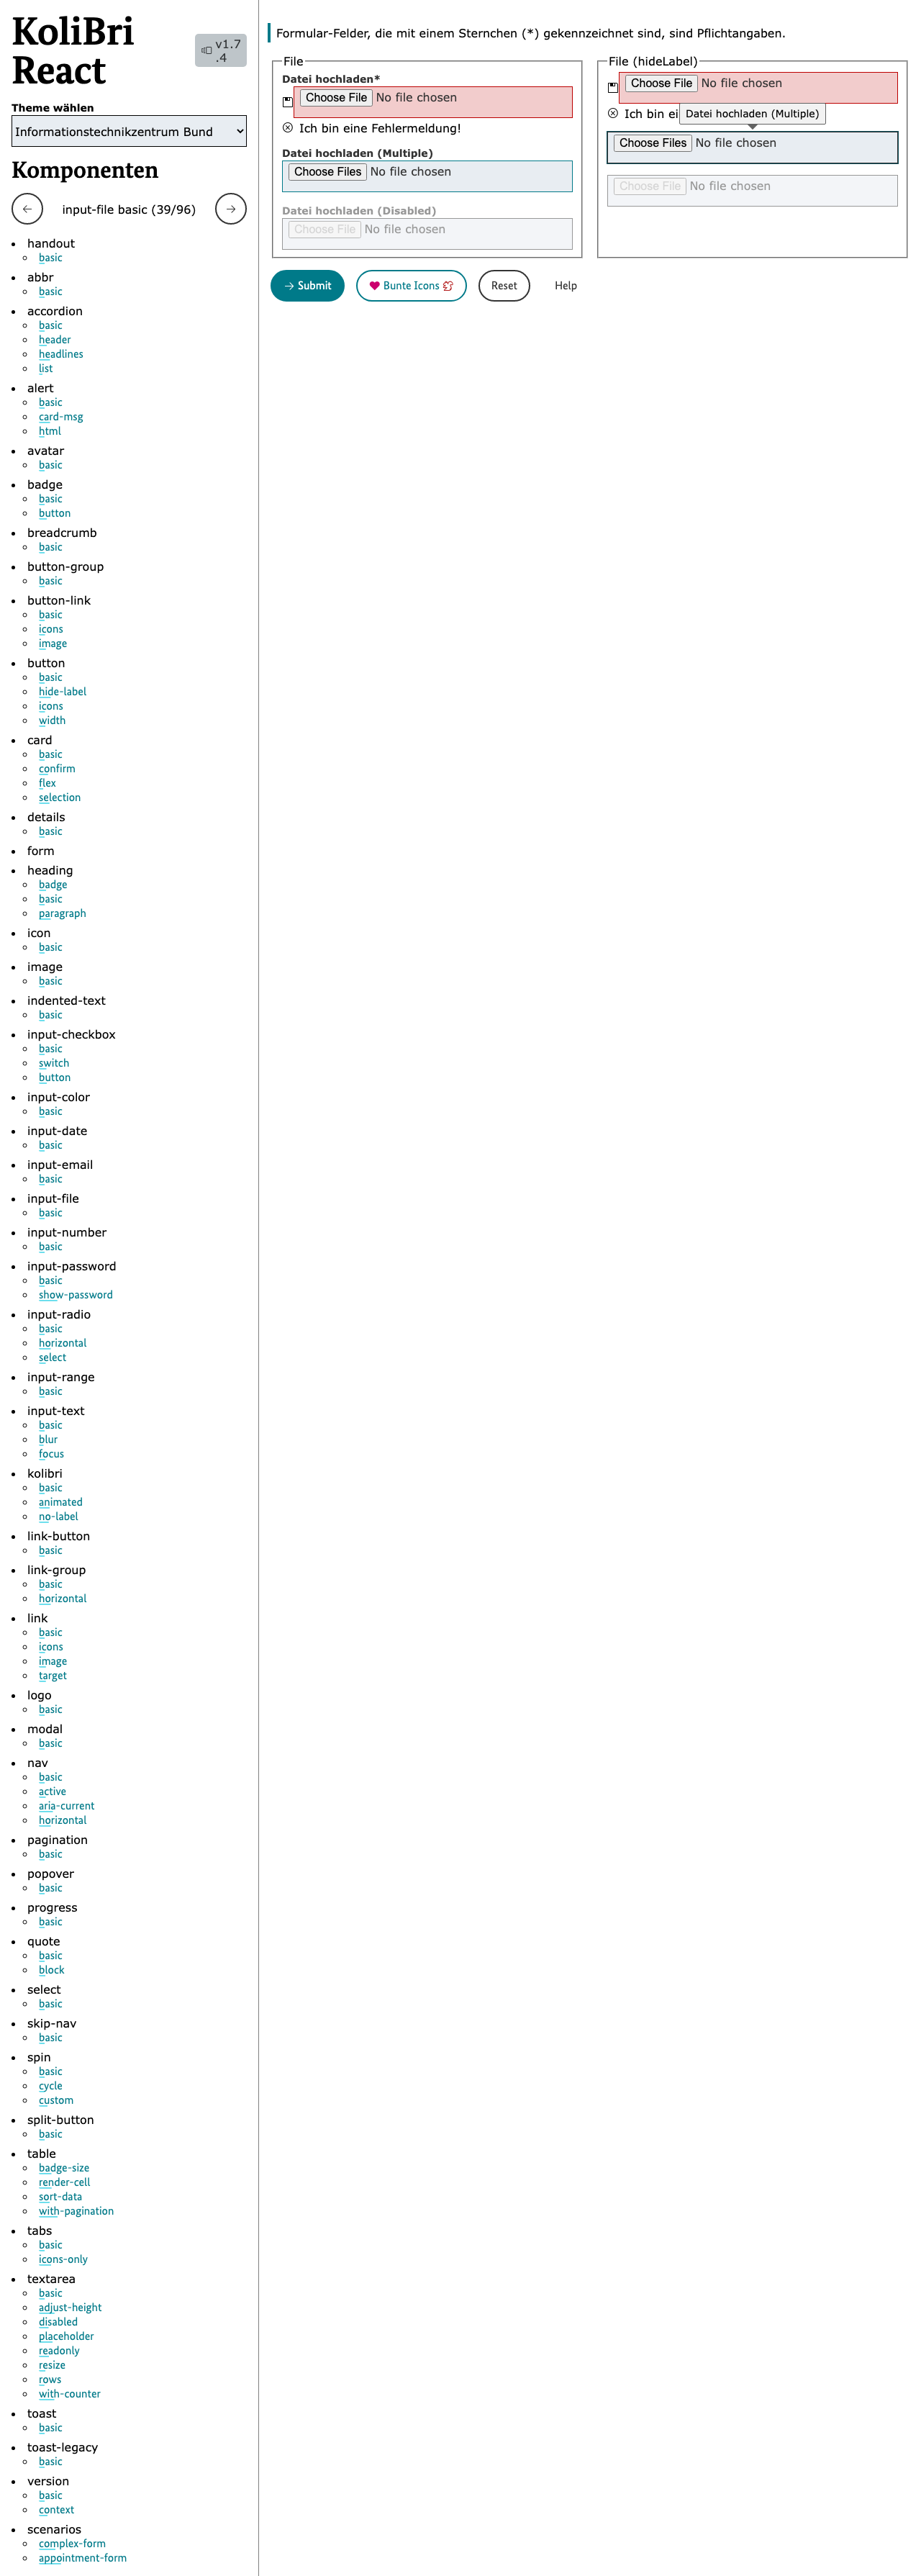 KoliBri
React
v1.7
.4
Theme wählen
Informationstechnikzentrum Bund
Komponenten
input-file basic (39/96)
handout
basic
abbr
basic
accordion
basic
header
headlines
list
alert
basic
card-msg
html
avatar
basic
badge
basic
button
breadcrumb
basic
button-group
basic
button-link
basic
icons
image
button
basic
hide-label
icons
width
card
basic
confirm
flex
selection
details
basic
form
heading
badge
basic
paragraph
icon
basic
image
basic
indented-text
basic
input-checkbox
basic
switch
button
input-color
basic
input-date
basic
input-email
basic
input-file
basic
input-number
basic
input-password
basic
show-password
input-radio
basic
horizontal
select
input-range
basic
input-text
basic
blur
focus
kolibri
basic
animated
no-label
link-button
basic
link-group
basic
horizontal
link
basic
icons
image
target
logo
basic
modal
basic
nav
basic
active
aria-current
horizontal
pagination
basic
popover
basic
progress
basic
quote
basic
block
select
basic
skip-nav
basic
spin
basic
cycle
custom
split-button
basic
table
badge-size
render-cell
sort-data
with-pagination
tabs
basic
icons-only
textarea
basic
adjust-height
disabled
placeholder
readonly
resize
rows
with-counter
toast
basic
toast-legacy
basic
version
basic
context
scenarios
complex-form
appointment-form
Formular-Felder, die mit einem Sternchen (*) gekennzeichnet sind, sind Pflichtangaben.
File
Datei hochladen*
Choose File No file chosen
Ich bin eine Fehlermeldung!
Datei hochladen (Multiple)
Choose Files No file chosen
Datei hochladen (Disabled)
Choose File No file chosen
File (hideLabel)
Choose File No file chosen
Ich bin ei
Datei hochladen (Multiple)
Choose Files No file chosen
Choose File No file chosen
Submit
Bunte Icons
Reset
Help